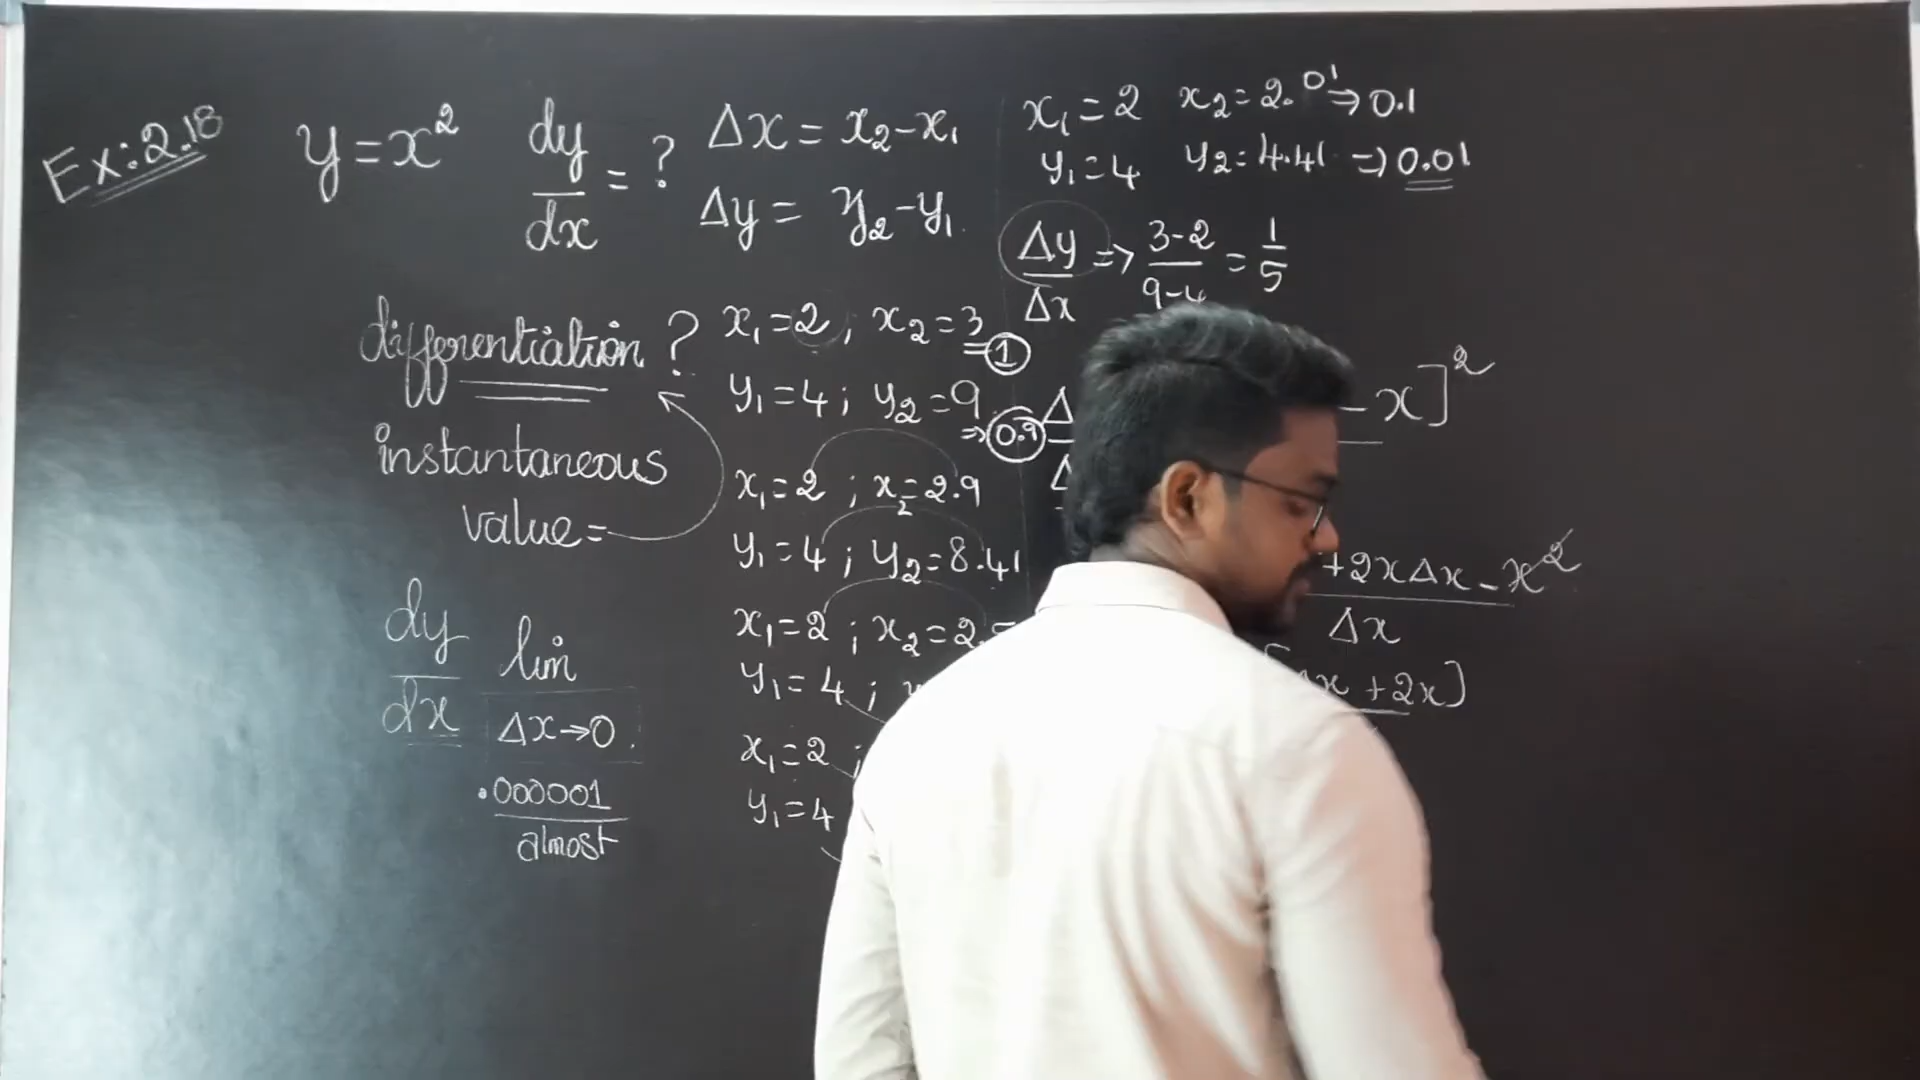 Ex:2.18
y = x²
dy/dx = ?
Δx = x₂-x₁
Δy = y₂-y₁
differentiation ?
instantaneous
value =
dy/dx lim
Δx→0
.000001
almost
x₁=2 ; x₂=3
⇒ 1
y₁=4 ; y₂=9
⇒ 0.9
x₁=2 ; x₂=2.9
y₁=4 ; y₂=8.41
x₁=2 ; x₂=2.
y₁=4 ;
x₁=2 ;
y₁=4
x₁=2 x₂=2.01 ⇒ 0.1
y₁=4 y₂=4.41 ⇒ 0.01
Δy/Δx ⇒ 3-2/9-4 = 1/5
- x]²
+2xΔx - x²
Δx
x + 2x]